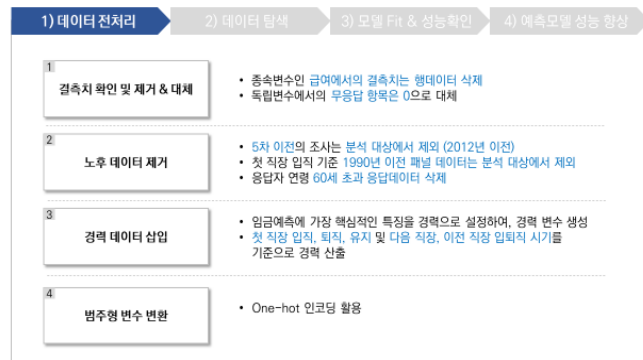 1) 데이터 전처리
2) 데이터 탐색
3) 모델 Fit & 성능확인
4) 예측모델 성능 향상
1
결측치 확인 및 제거 & 대체
• 종속변수인 급여에서의 결측치는 행데이터 삭제
• 독립변수에서의 무응답 항목은 0으로 대체
2
노후 데이터 제거
• 5차 이전의 조사는 분석 대상에서 제외 (2012년 이전)
• 첫 직장 입직 기준 1990년 이전 패널 데이터는 분석 대상에서 제외
• 응답자 연령 60세 초과 응답데이터 삭제
3
경력 데이터 삽입
• 임금예측에 가장 핵심적인 특징을 경력으로 설정하여, 경력 변수 생성
• 첫 직장 입직, 퇴직, 유지 및 다음 직장, 이전 직장 입퇴직 시기를
기준으로 경력 산출
4
범주형 변수 변환
• One-hot 인코딩 활용